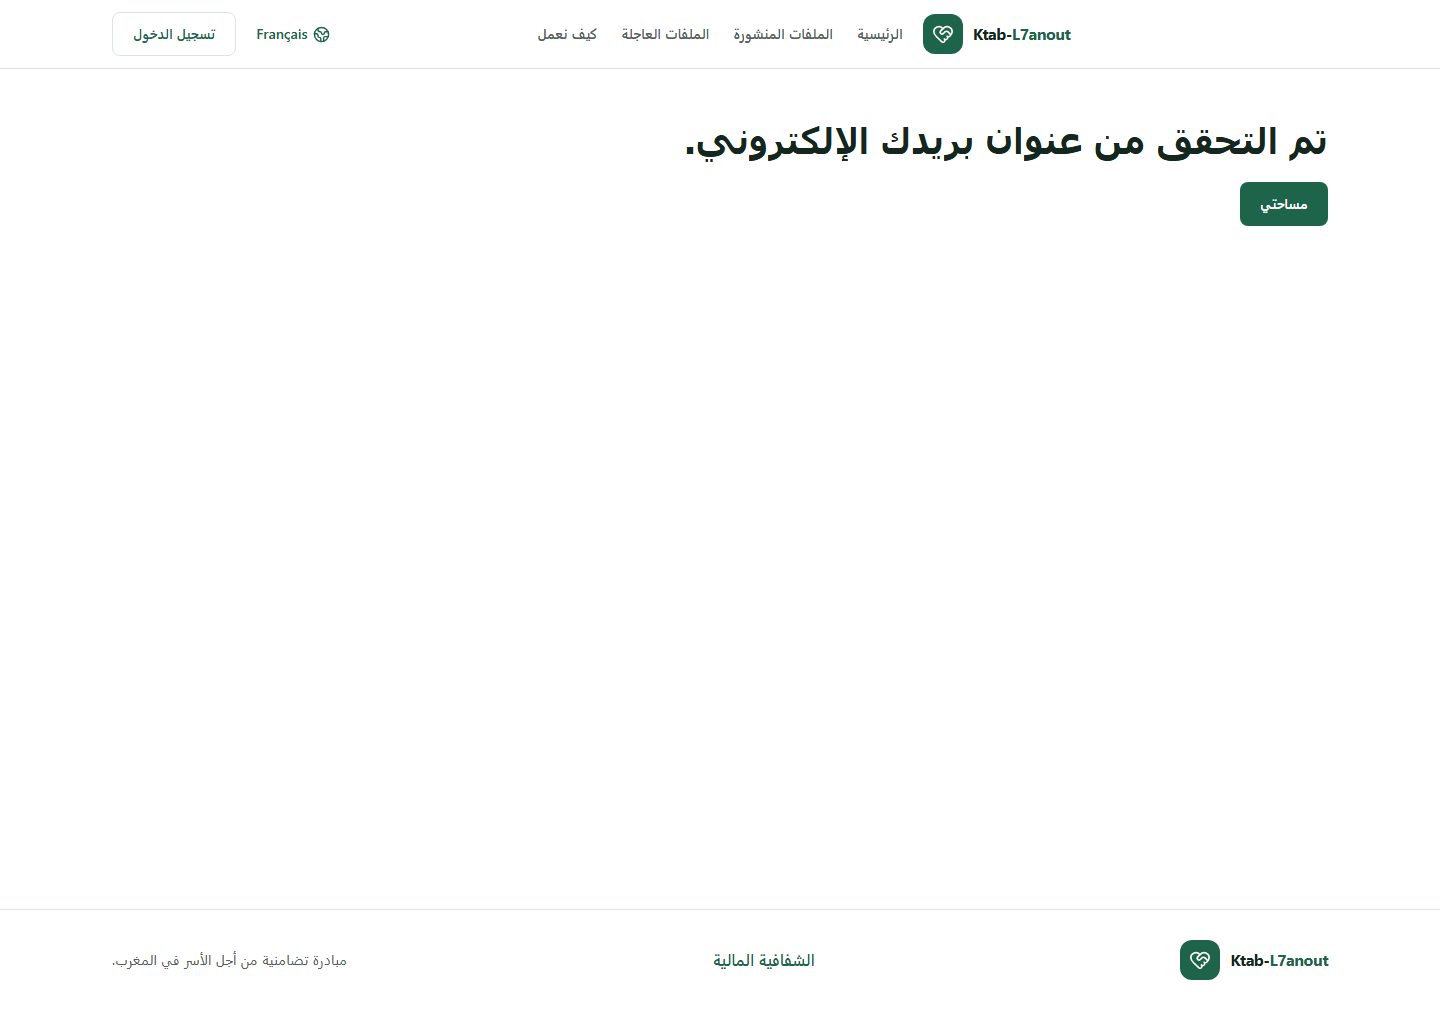 Ktab-L7anout
الرئيسية
الملفات المنشورة
الملفات العاجلة
كيف نعمل
Français
تسجيل الدخول
تم التحقق من عنوان بريدك الإلكتروني.
مساحتي
Ktab-L7anout
الشفافية المالية
مبادرة تضامنية من أجل الأسر في المغرب.